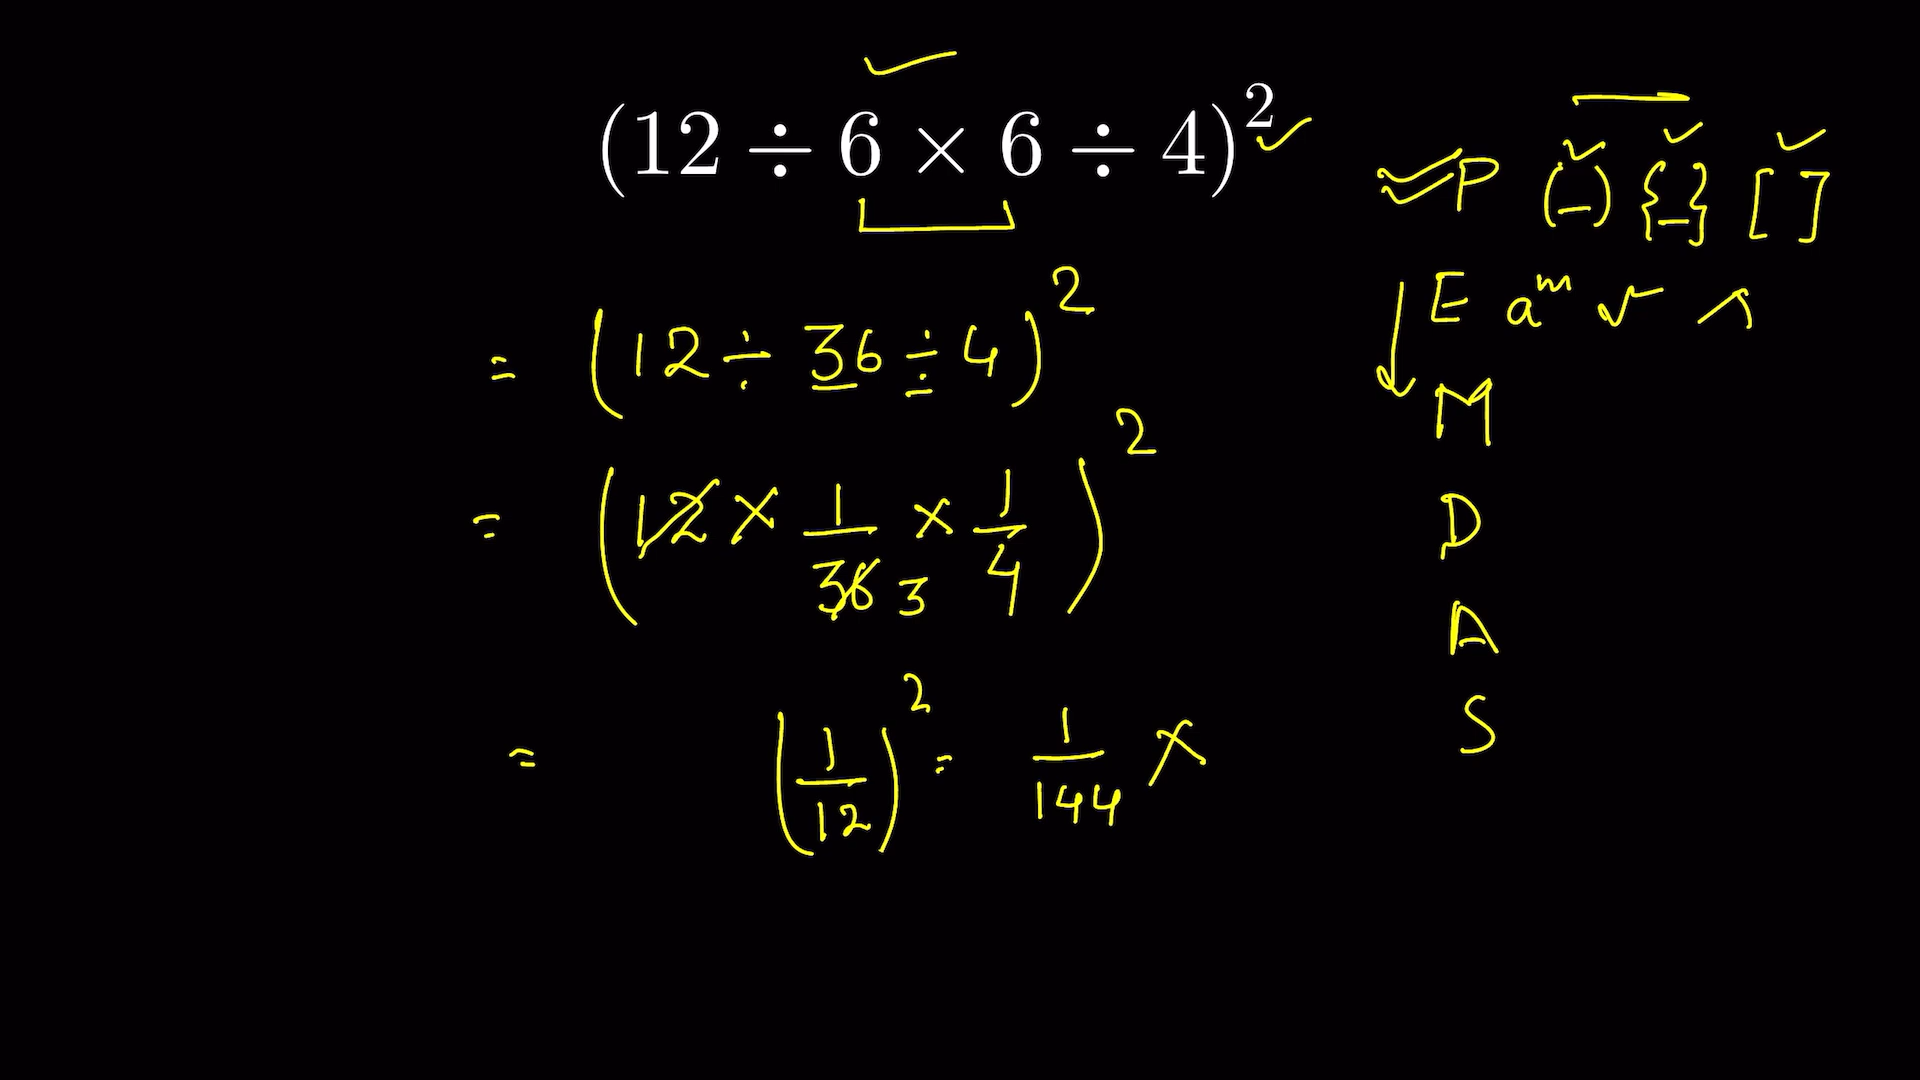 (12 ÷ 6 × 6 ÷ 4)²
= (12 ÷ 36 ÷ 4)²
= (12 × 1/36 3 × 1/4)²
= (1/12)² = 1/144 ×
P ( ) { } [ ]
E aᵐ √ ^
M
D
A
S